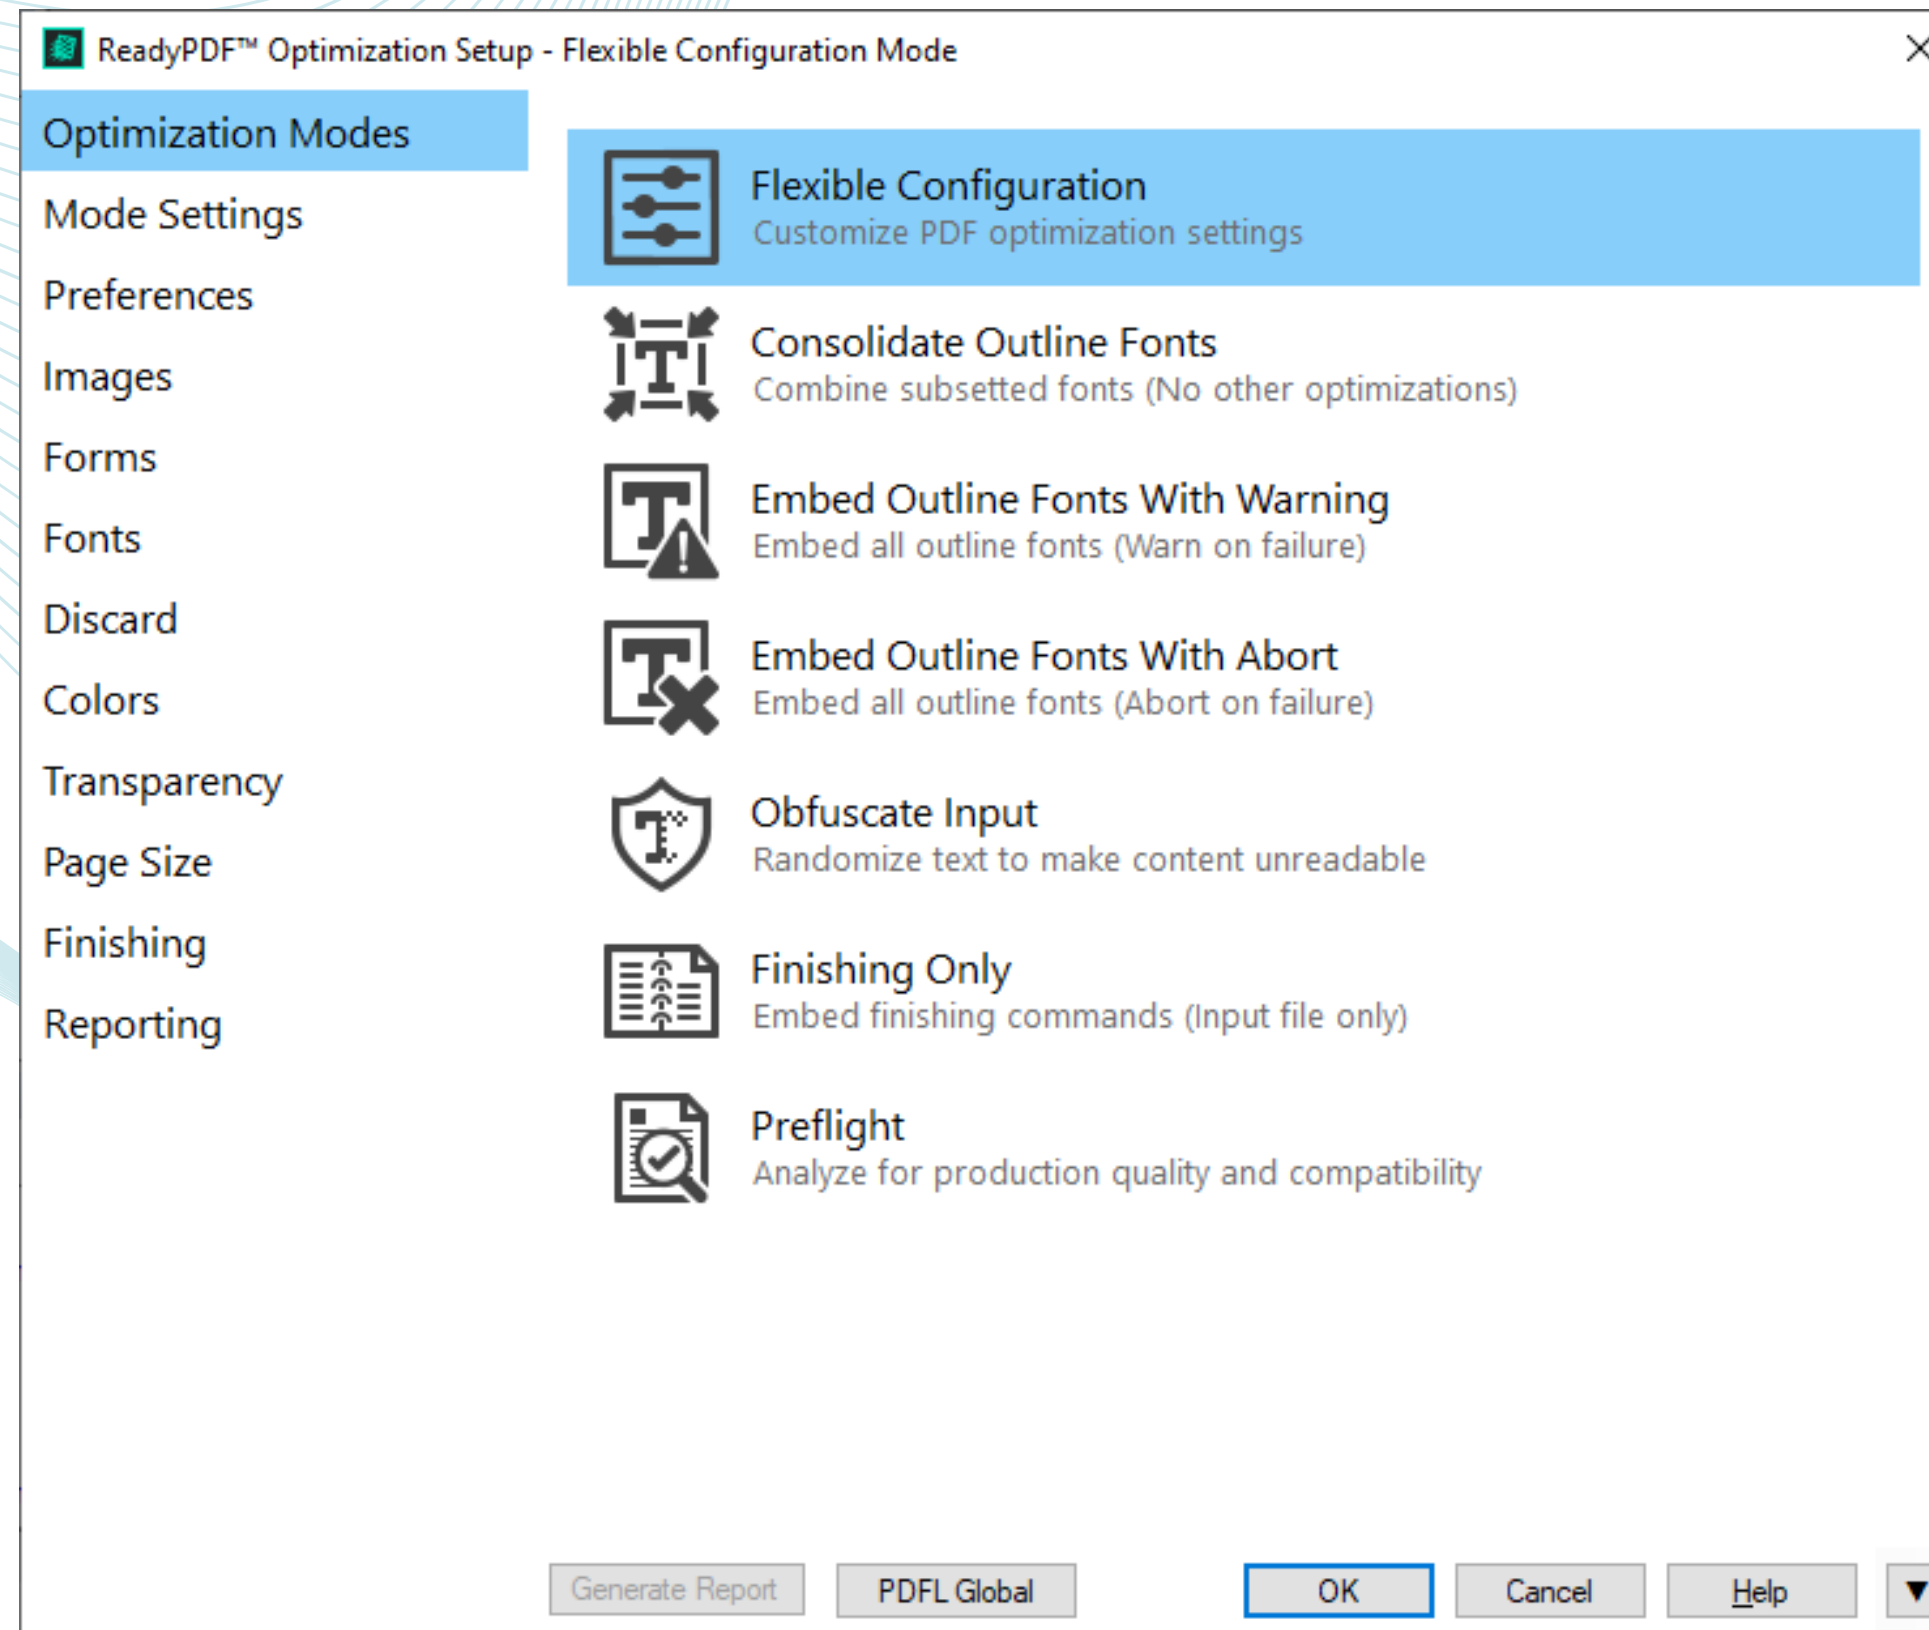 ReadyPDF™ Optimization Setup - Flexible Configuration Mode
Optimization Modes
Mode Settings
Preferences
Images
Forms
Fonts
Discard
Colors
Transparency
Page Size
Finishing
Reporting
Flexible Configuration
Customize PDF optimization settings
Consolidate Outline Fonts
Combine subsetted fonts (No other optimizations)
Embed Outline Fonts With Warning
Embed all outline fonts (Warn on failure)
Embed Outline Fonts With Abort
Embed all outline fonts (Abort on failure)
Obfuscate Input
Randomize text to make content unreadable
Finishing Only
Embed finishing commands (Input file only)
Preflight
Analyze for production quality and compatibility
Generate Report
PDFL Global
OK
Cancel
Help